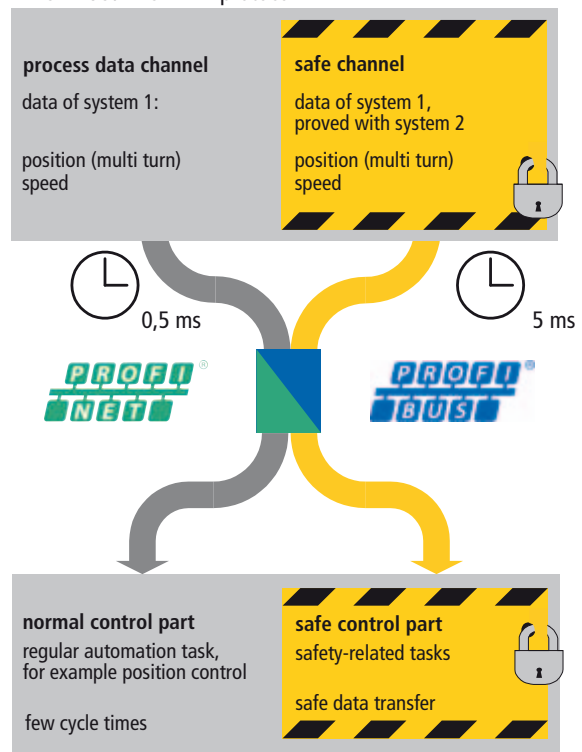 process data channel
data of system 1:
position (multi turn)
speed
safe channel
data of system 1,
proved with system 2
position (multi turn)
speed
0,5 ms
5 ms
PROFI
NET
PROFI
BUS
normal control part
regular automation task,
for example position control
few cycle times
safe control part
safety-related tasks
safe data transfer